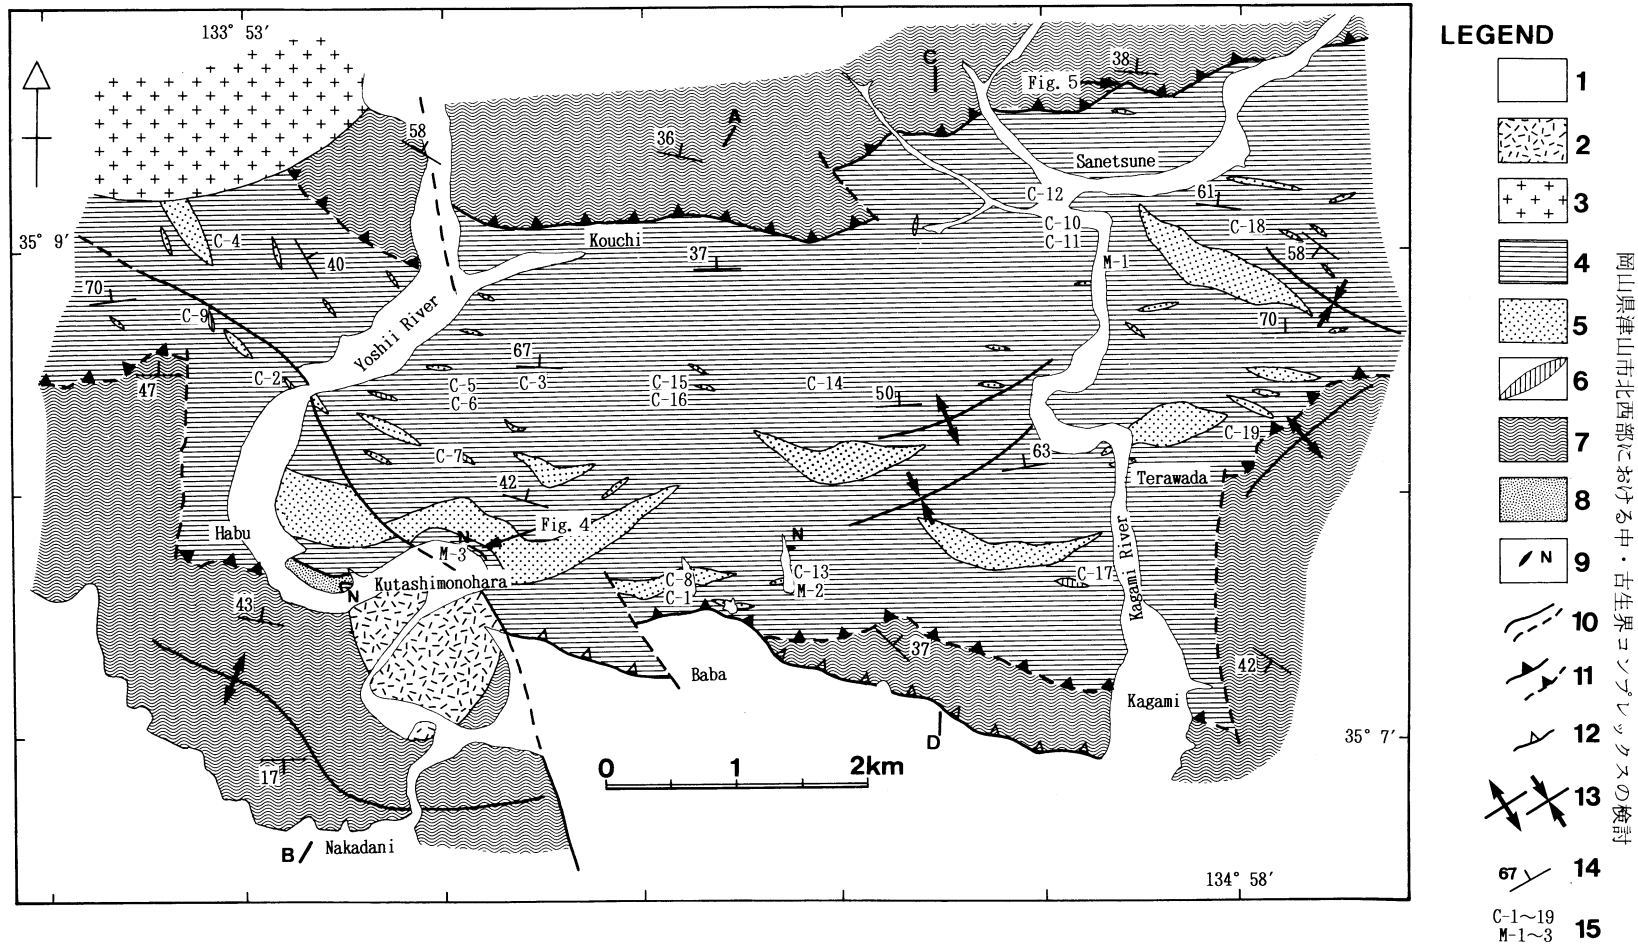 133° 53′
35° 9′
58
36
A
C
Fig. 5
38
Sanetsune
C-12
61
C-10
C-11
C-18
58
M-1
70
Kouchi
37
C-4
40
70
C-9
Yoshii River
47
C-2
67
C-5
C-3
C-6
C-15
C-16
C-14
50
C-7
42
63
C-19
Terawada
Habu
Fig. 4
N
M-3
N
Kutashimonohara
N
C-8
C-1
C-13
M-2
C-17
Kagami River
43
37
42
Baba
Kagami
D
35° 7′
17
0 1 2km
B
Nakadani
134° 58′
LEGEND
1
2
3
4
5
6
7
8
N 9
10
11
12
13
67 14
C-1〜19
M-1〜3 15
岡山県津山市北西部における中・古生界コンプレックスの検討